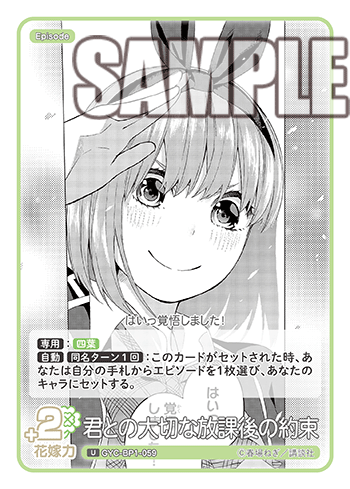 Episode
SAMPLE
はいっ覚悟しました!
専用:四葉
自動 同名ターン1回:このカードがセットされた時、あ
なたは自分の手札からエピソードを1枚選び、あなたの
キャラにセットする。
+2
花嫁力
君との大切な放課後の約束
U GYC-BP1-059
©春場ねぎ/講談社